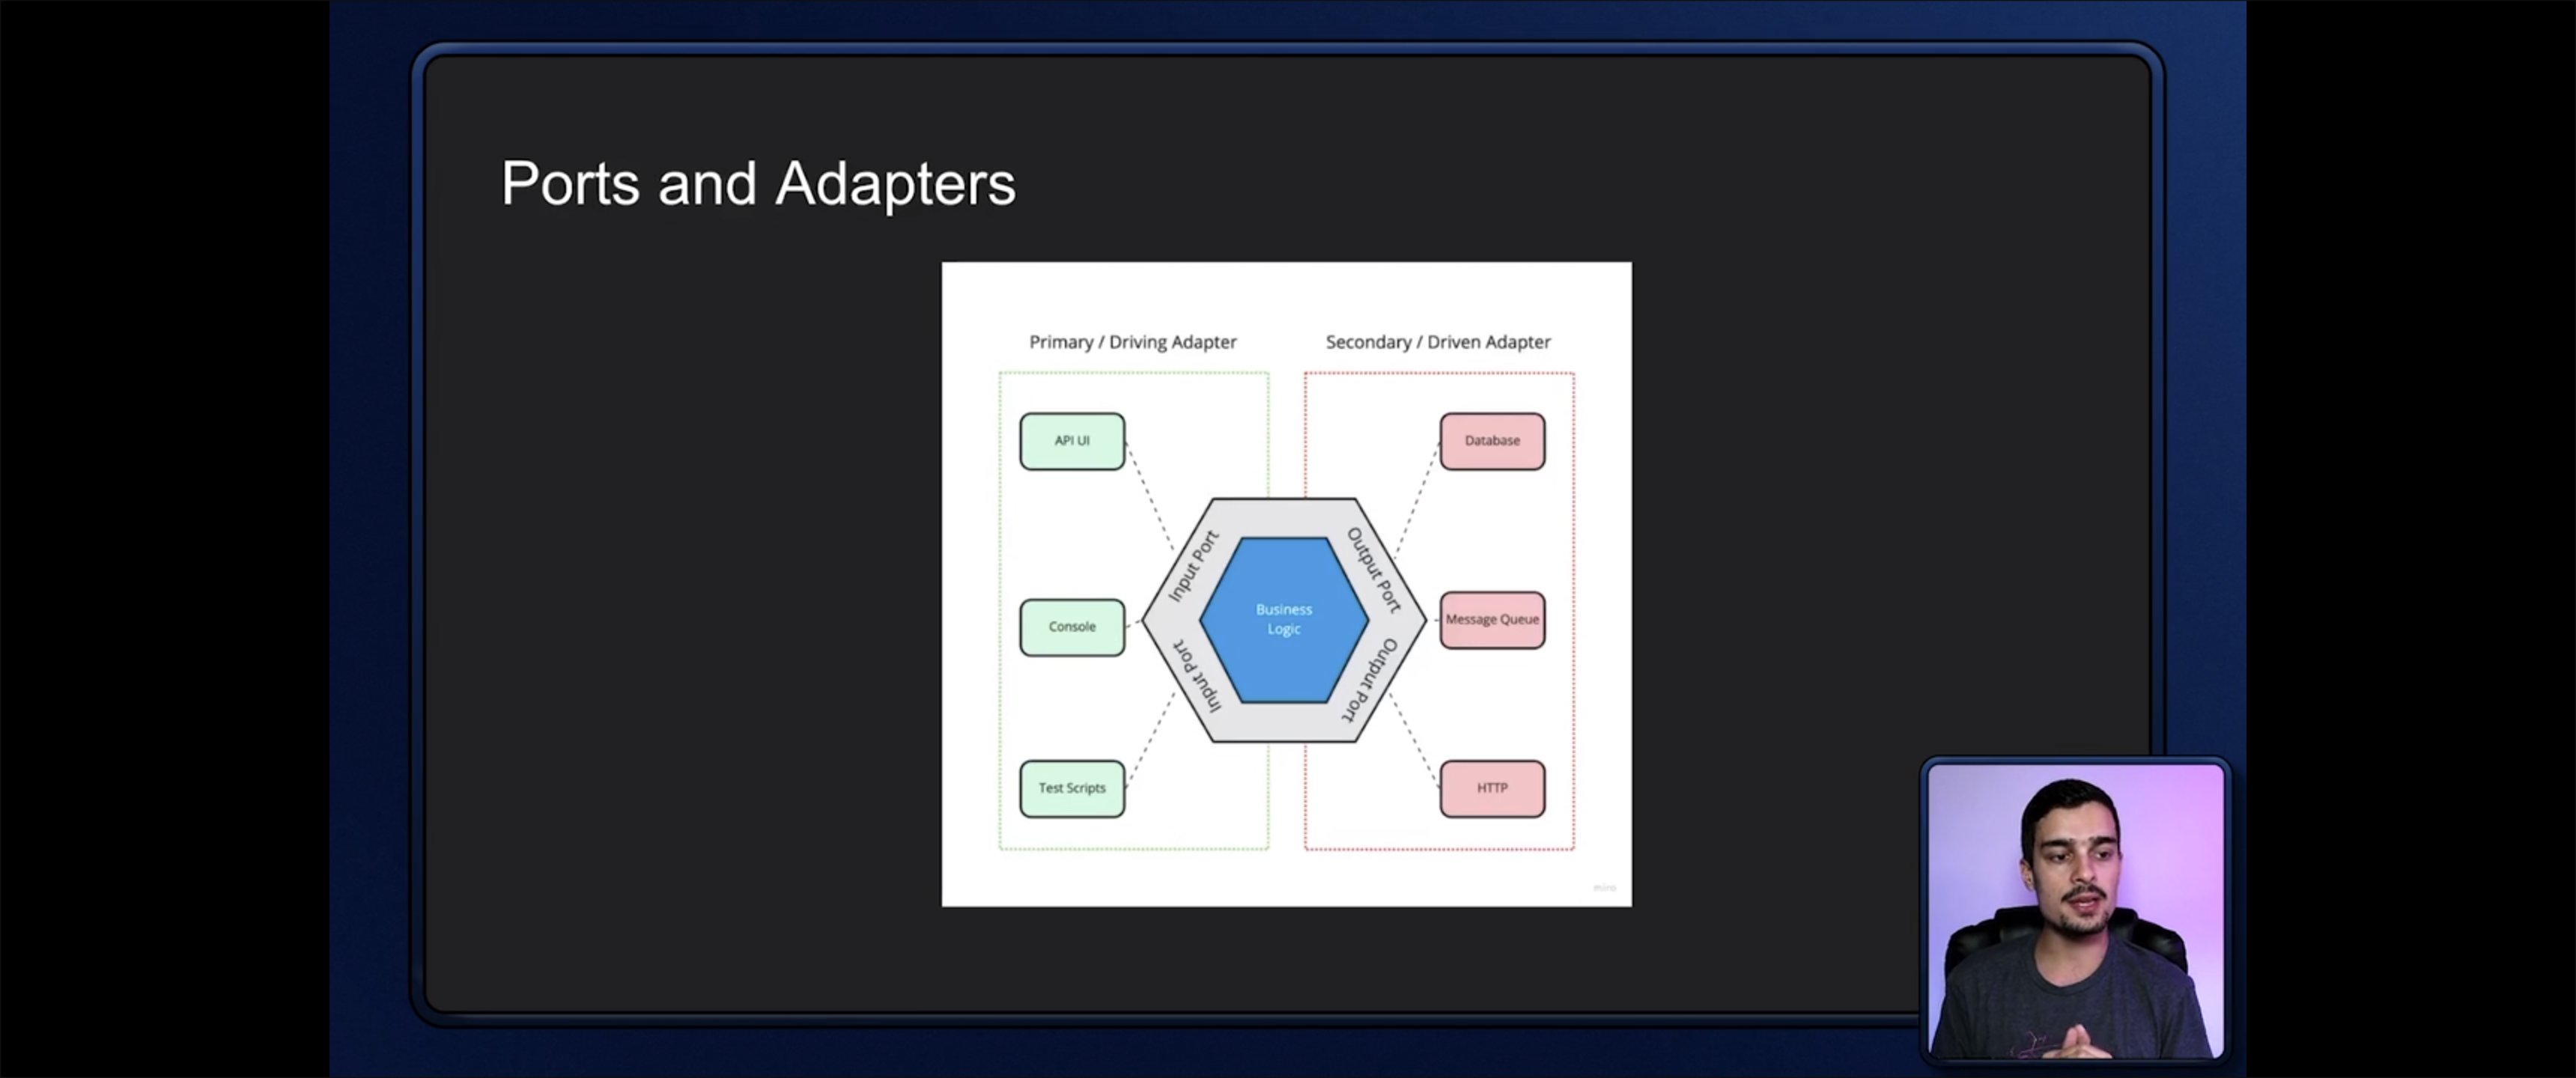 Ports and Adapters
Primary / Driving Adapter
Secondary / Driven Adapter
API UI
Database
Input Port
Output Port
Business
Logic
Console
Message Queue
Input Port
Output Port
Test Scripts
HTTP
miro